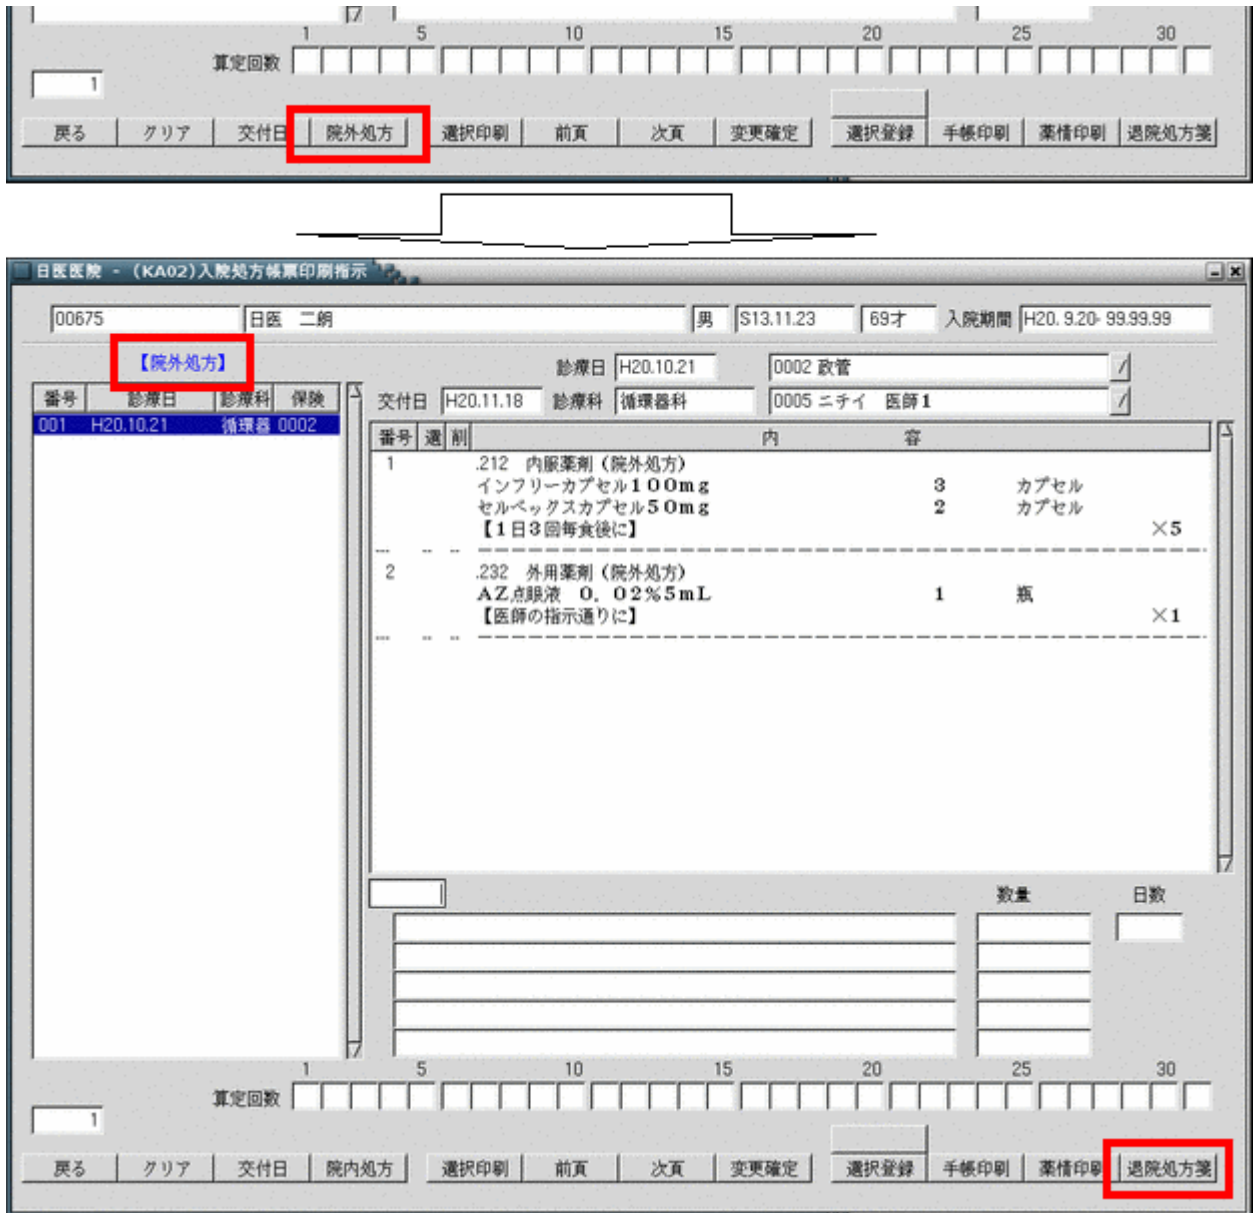 1 5 10 15 20 25 30
算定回数
1
戻る クリア 交付日 院外処方 選択印刷 前頁 次頁 変更確定 選択登録 手帳印刷 薬情印刷 退院処方箋
日医医院 - (KA02)入院処方帳票印刷指示
00675 日医 二朗 男 S13.11.23 69才 入院期間 H20. 9.20- 99.99.99
【院外処方】 診療日 H20.10.21 0002 政管
番号 診療日 診療科 保険 交付日 H20.11.18 診療科 循環器科 0005 ニチイ 医師1
001 H20.10.21 循環器 0002
番号 選 削 内 容
1 .212 内服薬剤（院外処方）
インフリーカプセル１００ｍｇ 3 カプセル
セルベックスカプセル５０ｍｇ 2 カプセル
【１日３回毎食後に】 ×5
2 .232 外用薬剤（院外処方）
ＡＺ点眼液 ０．０２％５ｍＬ 1 瓶
【医師の指示通りに】 ×1
数量 日数
1 5 10 15 20 25 30
算定回数
1
戻る クリア 交付日 院内処方 選択印刷 前頁 次頁 変更確定 選択登録 手帳印刷 薬情印刷 退院処方箋